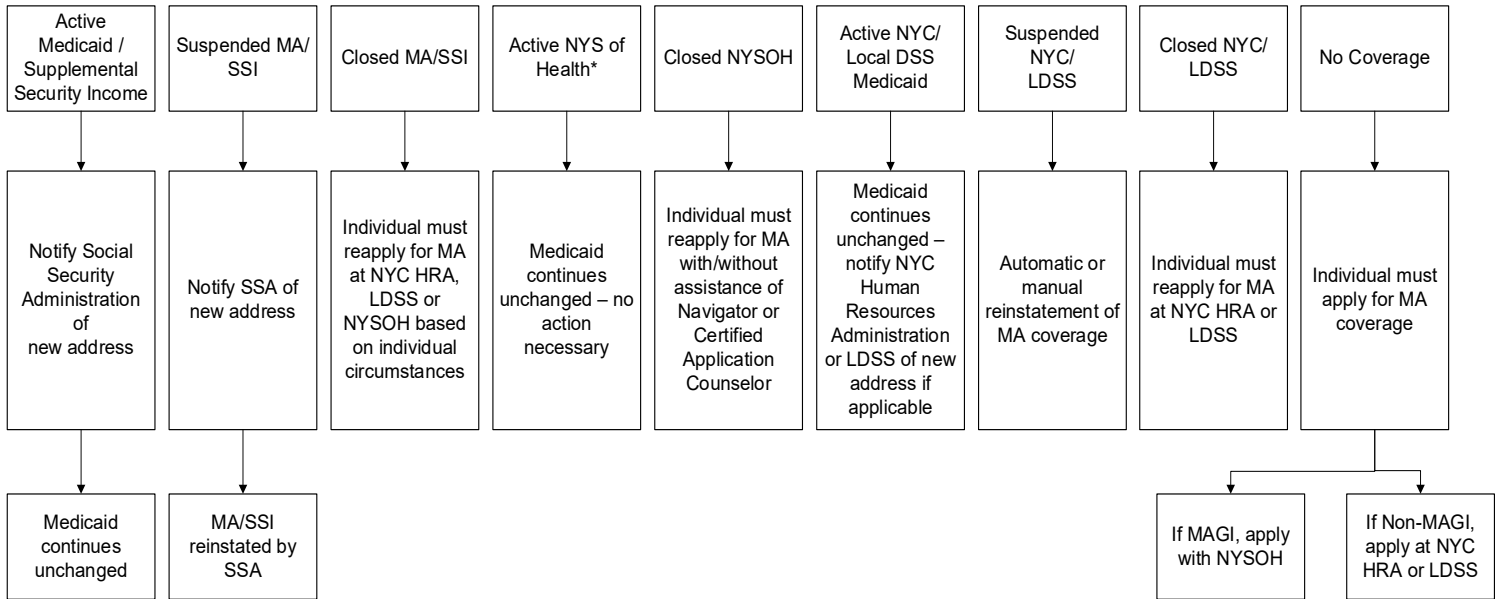 Active
Medicaid /
Supplemental
Security Income
Suspended MA/
SSI
Closed MA/SSI
Active NYS of
Health*
Closed NYSOH
Active NYC/
Local DSS
Medicaid
Suspended
NYC/
LDSS
Closed NYC/
LDSS
No Coverage
Notify Social
Security
Administration
of
new address
Notify SSA of
new address
Individual must
reapply for MA
at NYC HRA,
LDSS or
NYSOH based
on individual
circumstances
Medicaid
continues
unchanged – no
action
necessary
Individual must
reapply for MA
with/without
assistance of
Navigator or
Certified
Application
Counselor
Medicaid
continues
unchanged –
notify NYC
Human
Resources
Administration
or LDSS of new
address if
applicable
Automatic or
manual
reinstatement of
MA coverage
Individual must
reapply for MA
at NYC HRA or
LDSS
Individual must
apply for MA
coverage
Medicaid
continues
unchanged
MA/SSI
reinstated by
SSA
If MAGI, apply
with NYSOH
If Non-MAGI,
apply at NYC
HRA or LDSS